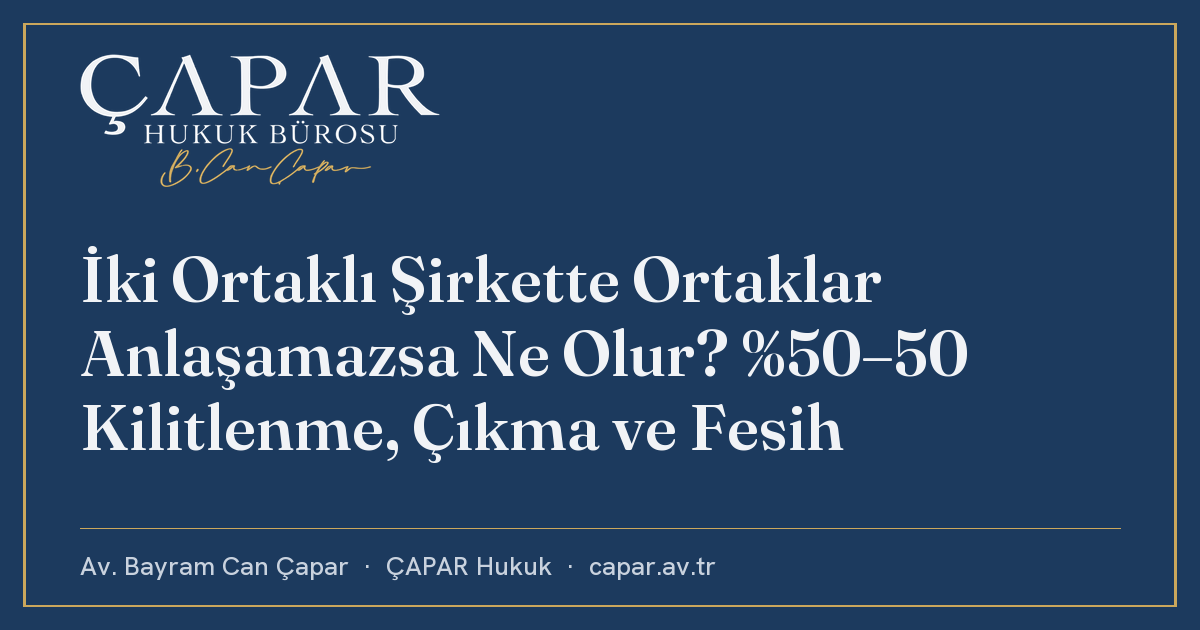 ÇAPAR
HUKUK BÜROSU
B.Can Çapar
İki Ortaklı Şirkette Ortaklar
Anlaşamazsa Ne Olur? %50–50
Kilitlenme, Çıkma ve Fesih
Av. Bayram Can Çapar · ÇAPAR Hukuk · capar.av.tr